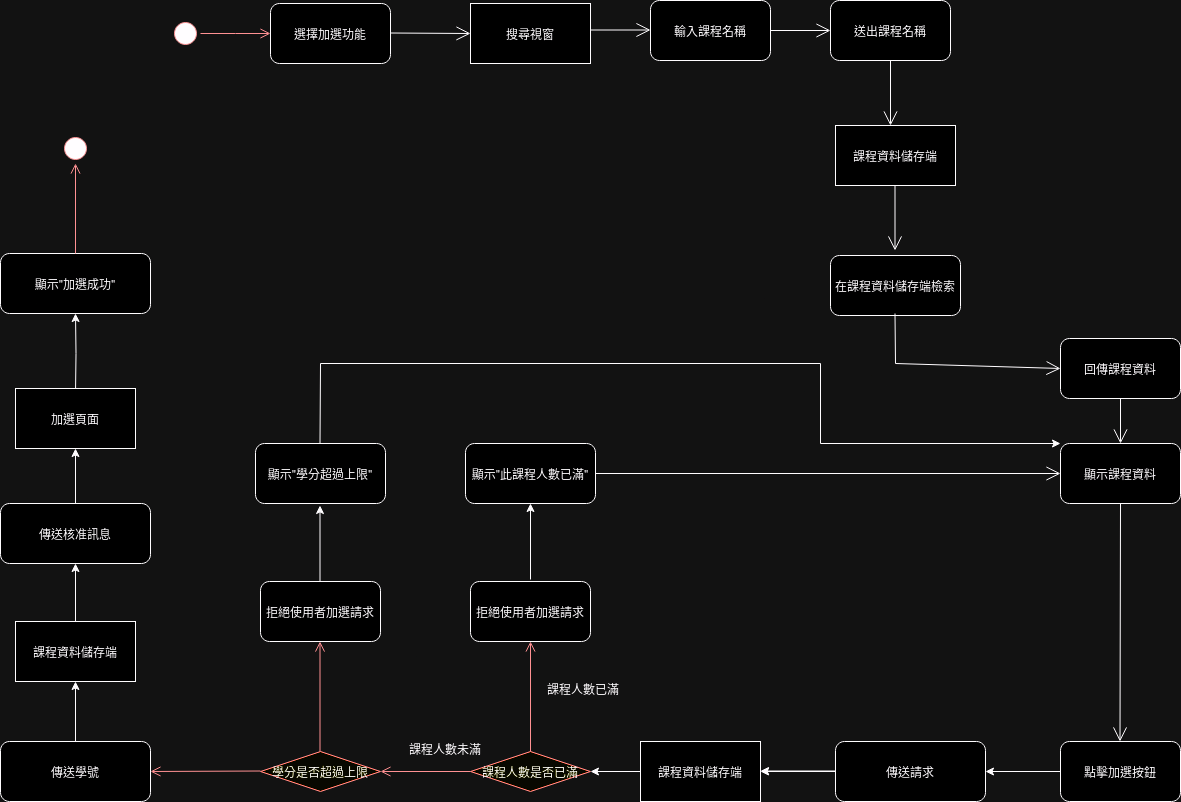 選擇加選功能
搜尋視窗
輸入課程名稱
送出課程名稱
課程資料儲存端
在課程資料儲存端檢索
回傳課程資料
顯示課程資料
點擊加選按鈕
傳送請求
課程資料儲存端
課程人數是否已滿
課程人數已滿
拒絕使用者加選請求
顯示"此課程人數已滿"
課程人數未滿
學分是否超過上限
拒絕使用者加選請求
顯示"學分超過上限"
傳送學號
課程資料儲存端
傳送核准訊息
加選頁面
顯示"加選成功"